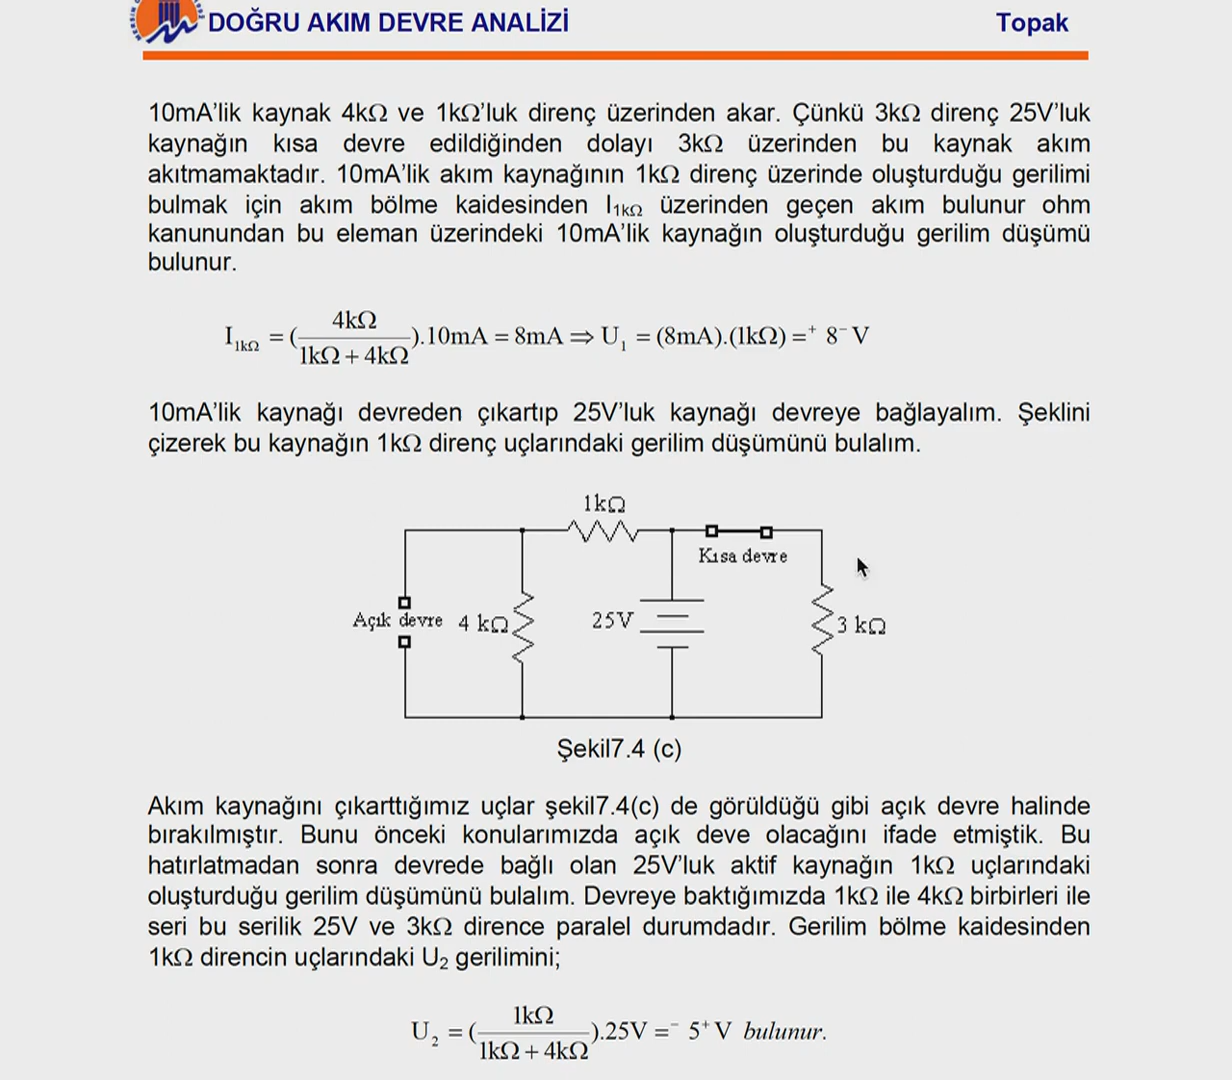 DOĞRU AKIM DEVRE ANALİZİ Topak
10mA’lik kaynak 4kΩ ve 1kΩ’luk direnç üzerinden akar. Çünkü 3kΩ direnç 25V’luk
kaynağın kısa devre edildiğinden dolayı 3kΩ üzerinden bu kaynak akım
akıtmamaktadır. 10mA’lik akım kaynağının 1kΩ direnç üzerinde oluşturduğu gerilimi
bulmak için akım bölme kaidesinden I1kΩ üzerinden geçen akım bulunur ohm
kanunundan bu eleman üzerindeki 10mA’lik kaynağın oluşturduğu gerilim düşümü
bulunur.
I1kΩ = (4kΩ / 1kΩ + 4kΩ).10mA = 8mA ⇒ U1 = (8mA).(1kΩ) =⁺ 8⁻ V
10mA’lik kaynağı devreden çıkartıp 25V’luk kaynağı devreye bağlayalım. Şeklini
çizerek bu kaynağın 1kΩ direnç uçlarındaki gerilim düşümünü bulalım.
1kΩ
Kısa devre
Açık devre 4 kΩ 25V 3 kΩ
Şekil7.4 (c)
Akım kaynağını çıkarttığımız uçlar şekil7.4(c) de görüldüğü gibi açık devre halinde
bırakılmıştır. Bunu önceki konularımızda açık deve olacağını ifade etmiştik. Bu
hatırlatmadan sonra devrede bağlı olan 25V’luk aktif kaynağın 1kΩ uçlarındaki
oluşturduğu gerilim düşümünü bulalım. Devreye baktığımızda 1kΩ ile 4kΩ birbirleri ile
seri bu serilik 25V ve 3kΩ dirence paralel durumdadır. Gerilim bölme kaidesinden
1kΩ direncin uçlarındaki U2 gerilimini;
U2 = (1kΩ / 1kΩ + 4kΩ).25V =⁻ 5⁺ V bulunur.